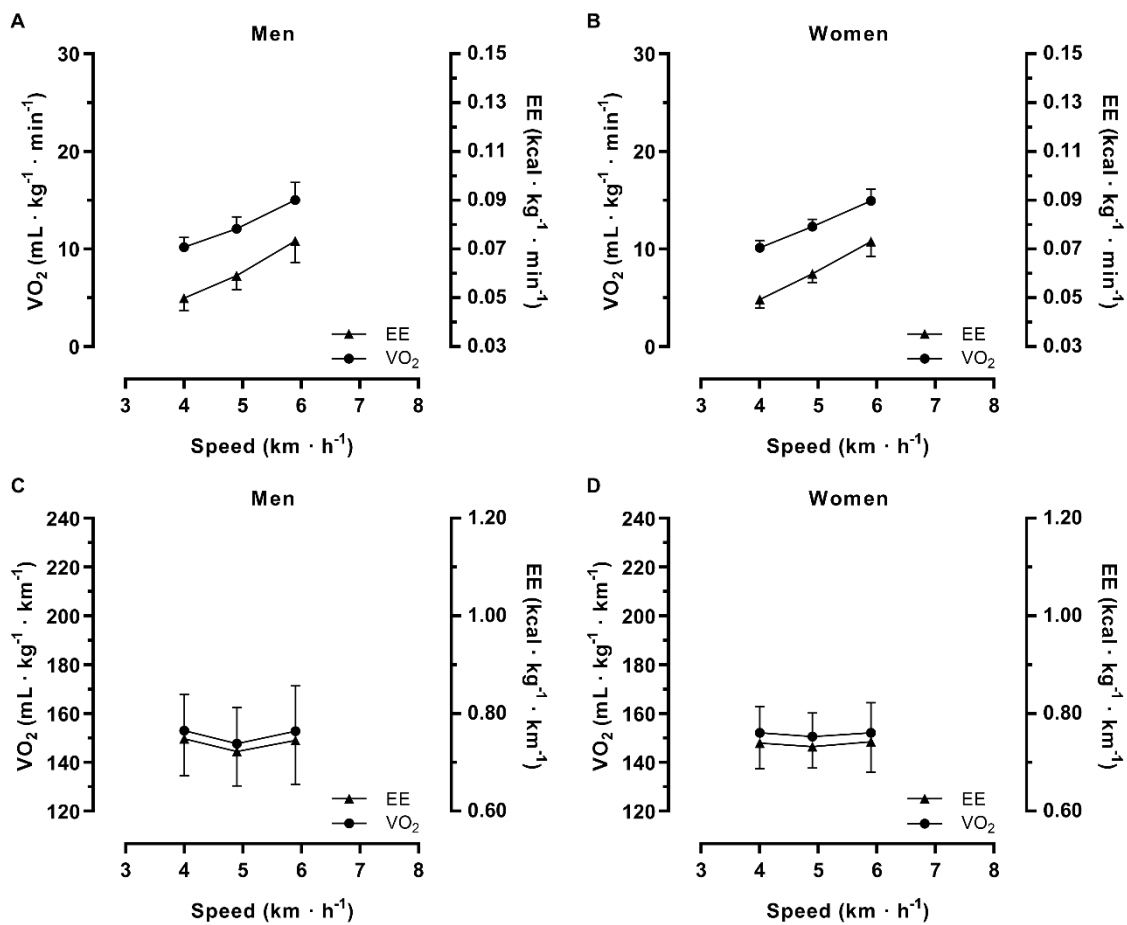 A
Men
VO₂ (mL · kg⁻¹ · min⁻¹)
30
20
10
0
0.15
0.13
0.11
0.09
0.07
0.05
0.03
EE (kcal · kg⁻¹ · min⁻¹)
EE
VO₂
3 4 5 6 7 8
Speed (km · h⁻¹)
B
Women
VO₂ (mL · kg⁻¹ · min⁻¹)
30
20
10
0
0.15
0.13
0.11
0.09
0.07
0.05
0.03
EE (kcal · kg⁻¹ · min⁻¹)
EE
VO₂
3 4 5 6 7 8
Speed (km · h⁻¹)
C
Men
VO₂ (mL · kg⁻¹ · km⁻¹)
240
220
200
180
160
140
120
1.20
1.00
0.80
0.60
EE (kcal · kg⁻¹ · km⁻¹)
EE
VO₂
3 4 5 6 7 8
Speed (km · h⁻¹)
D
Women
VO₂ (mL · kg⁻¹ · km⁻¹)
240
220
200
180
160
140
120
1.20
1.00
0.80
0.60
EE (kcal · kg⁻¹ · km⁻¹)
EE
VO₂
3 4 5 6 7 8
Speed (km · h⁻¹)